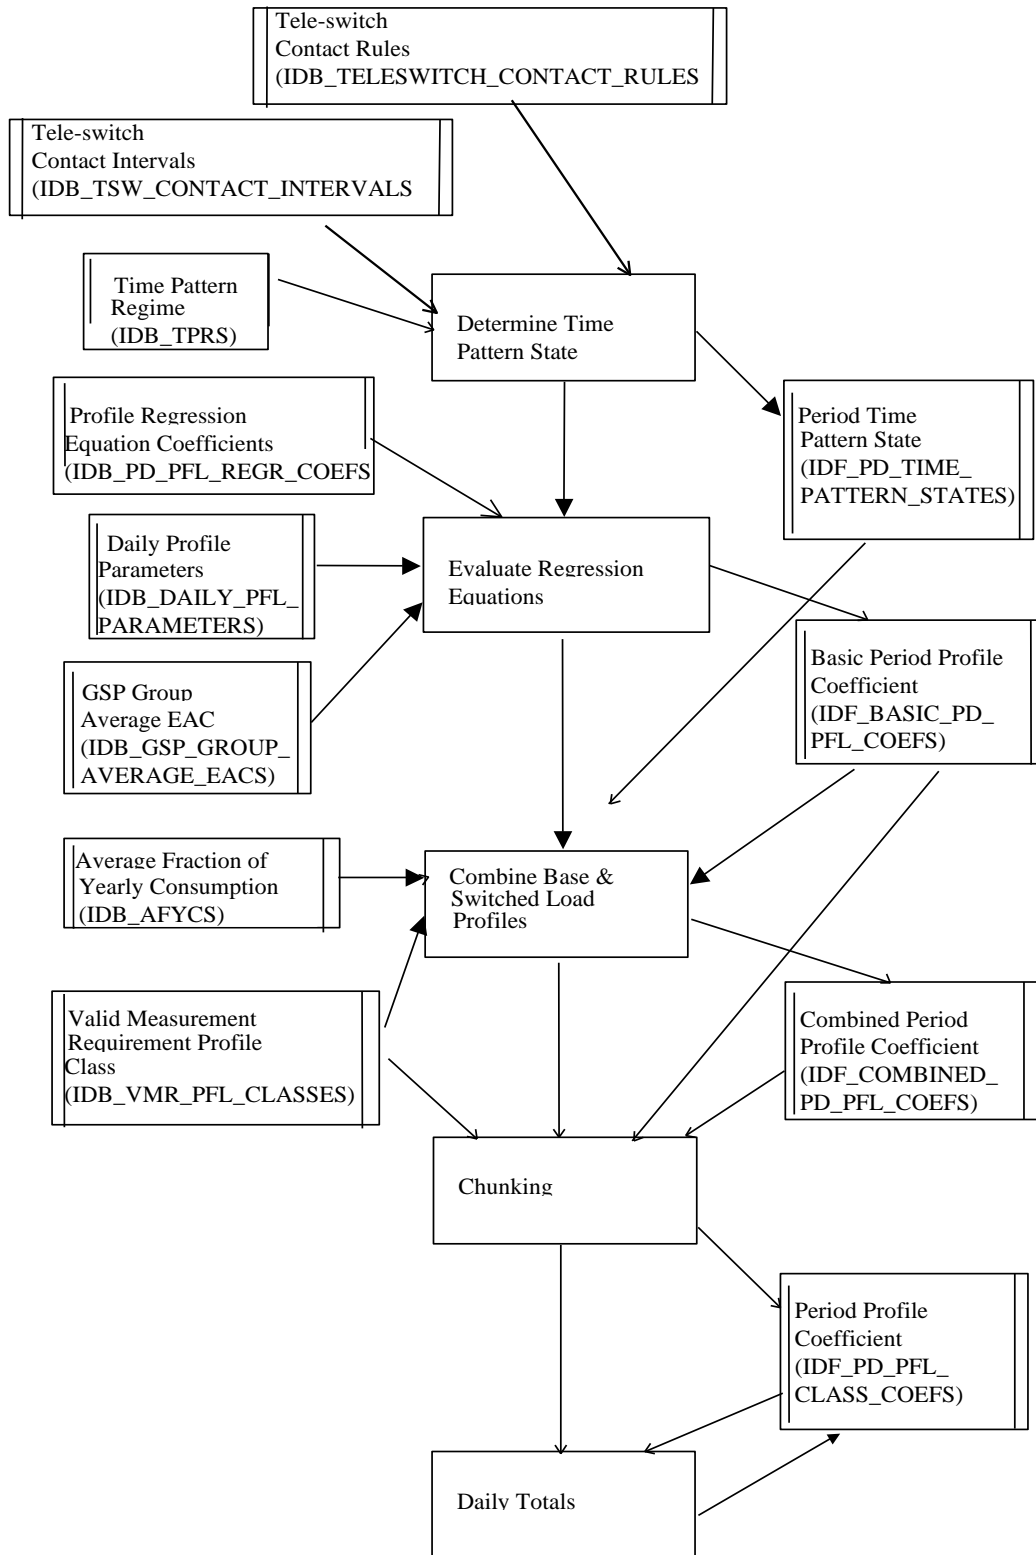 Tele-switch
Contact Rules
(IDB_TELESWITCH_CONTACT_RULES
Tele-switch
Contact Intervals
(IDB_TSW_CONTACT_INTERVALS
Time Pattern
Regime
(IDB_TPRS)
Determine Time
Pattern State
Profile Regression
Equation Coefficients
(IDB_PD_PFL_REGR_COEFS
Period Time
Pattern State
(IDF_PD_TIME_
PATTERN_STATES)
Daily Profile
Parameters
(IDB_DAILY_PFL_
PARAMETERS)
Evaluate Regression
Equations
GSP Group
Average EAC
(IDB_GSP_GROUP_
AVERAGE_EACS)
Basic Period Profile
Coefficient
(IDF_BASIC_PD_
PFL_COEFS)
Average Fraction of
Yearly Consumption
(IDB_AFYCS)
Combine Base &
Switched Load
Profiles
Valid Measurement
Requirement Profile
Class
(IDB_VMR_PFL_CLASSES)
Combined Period
Profile Coefficient
(IDF_COMBINED_
PD_PFL_COEFS)
Chunking
Period Profile
Coefficient
(IDF_PD_PFL_
CLASS_COEFS)
Daily Totals